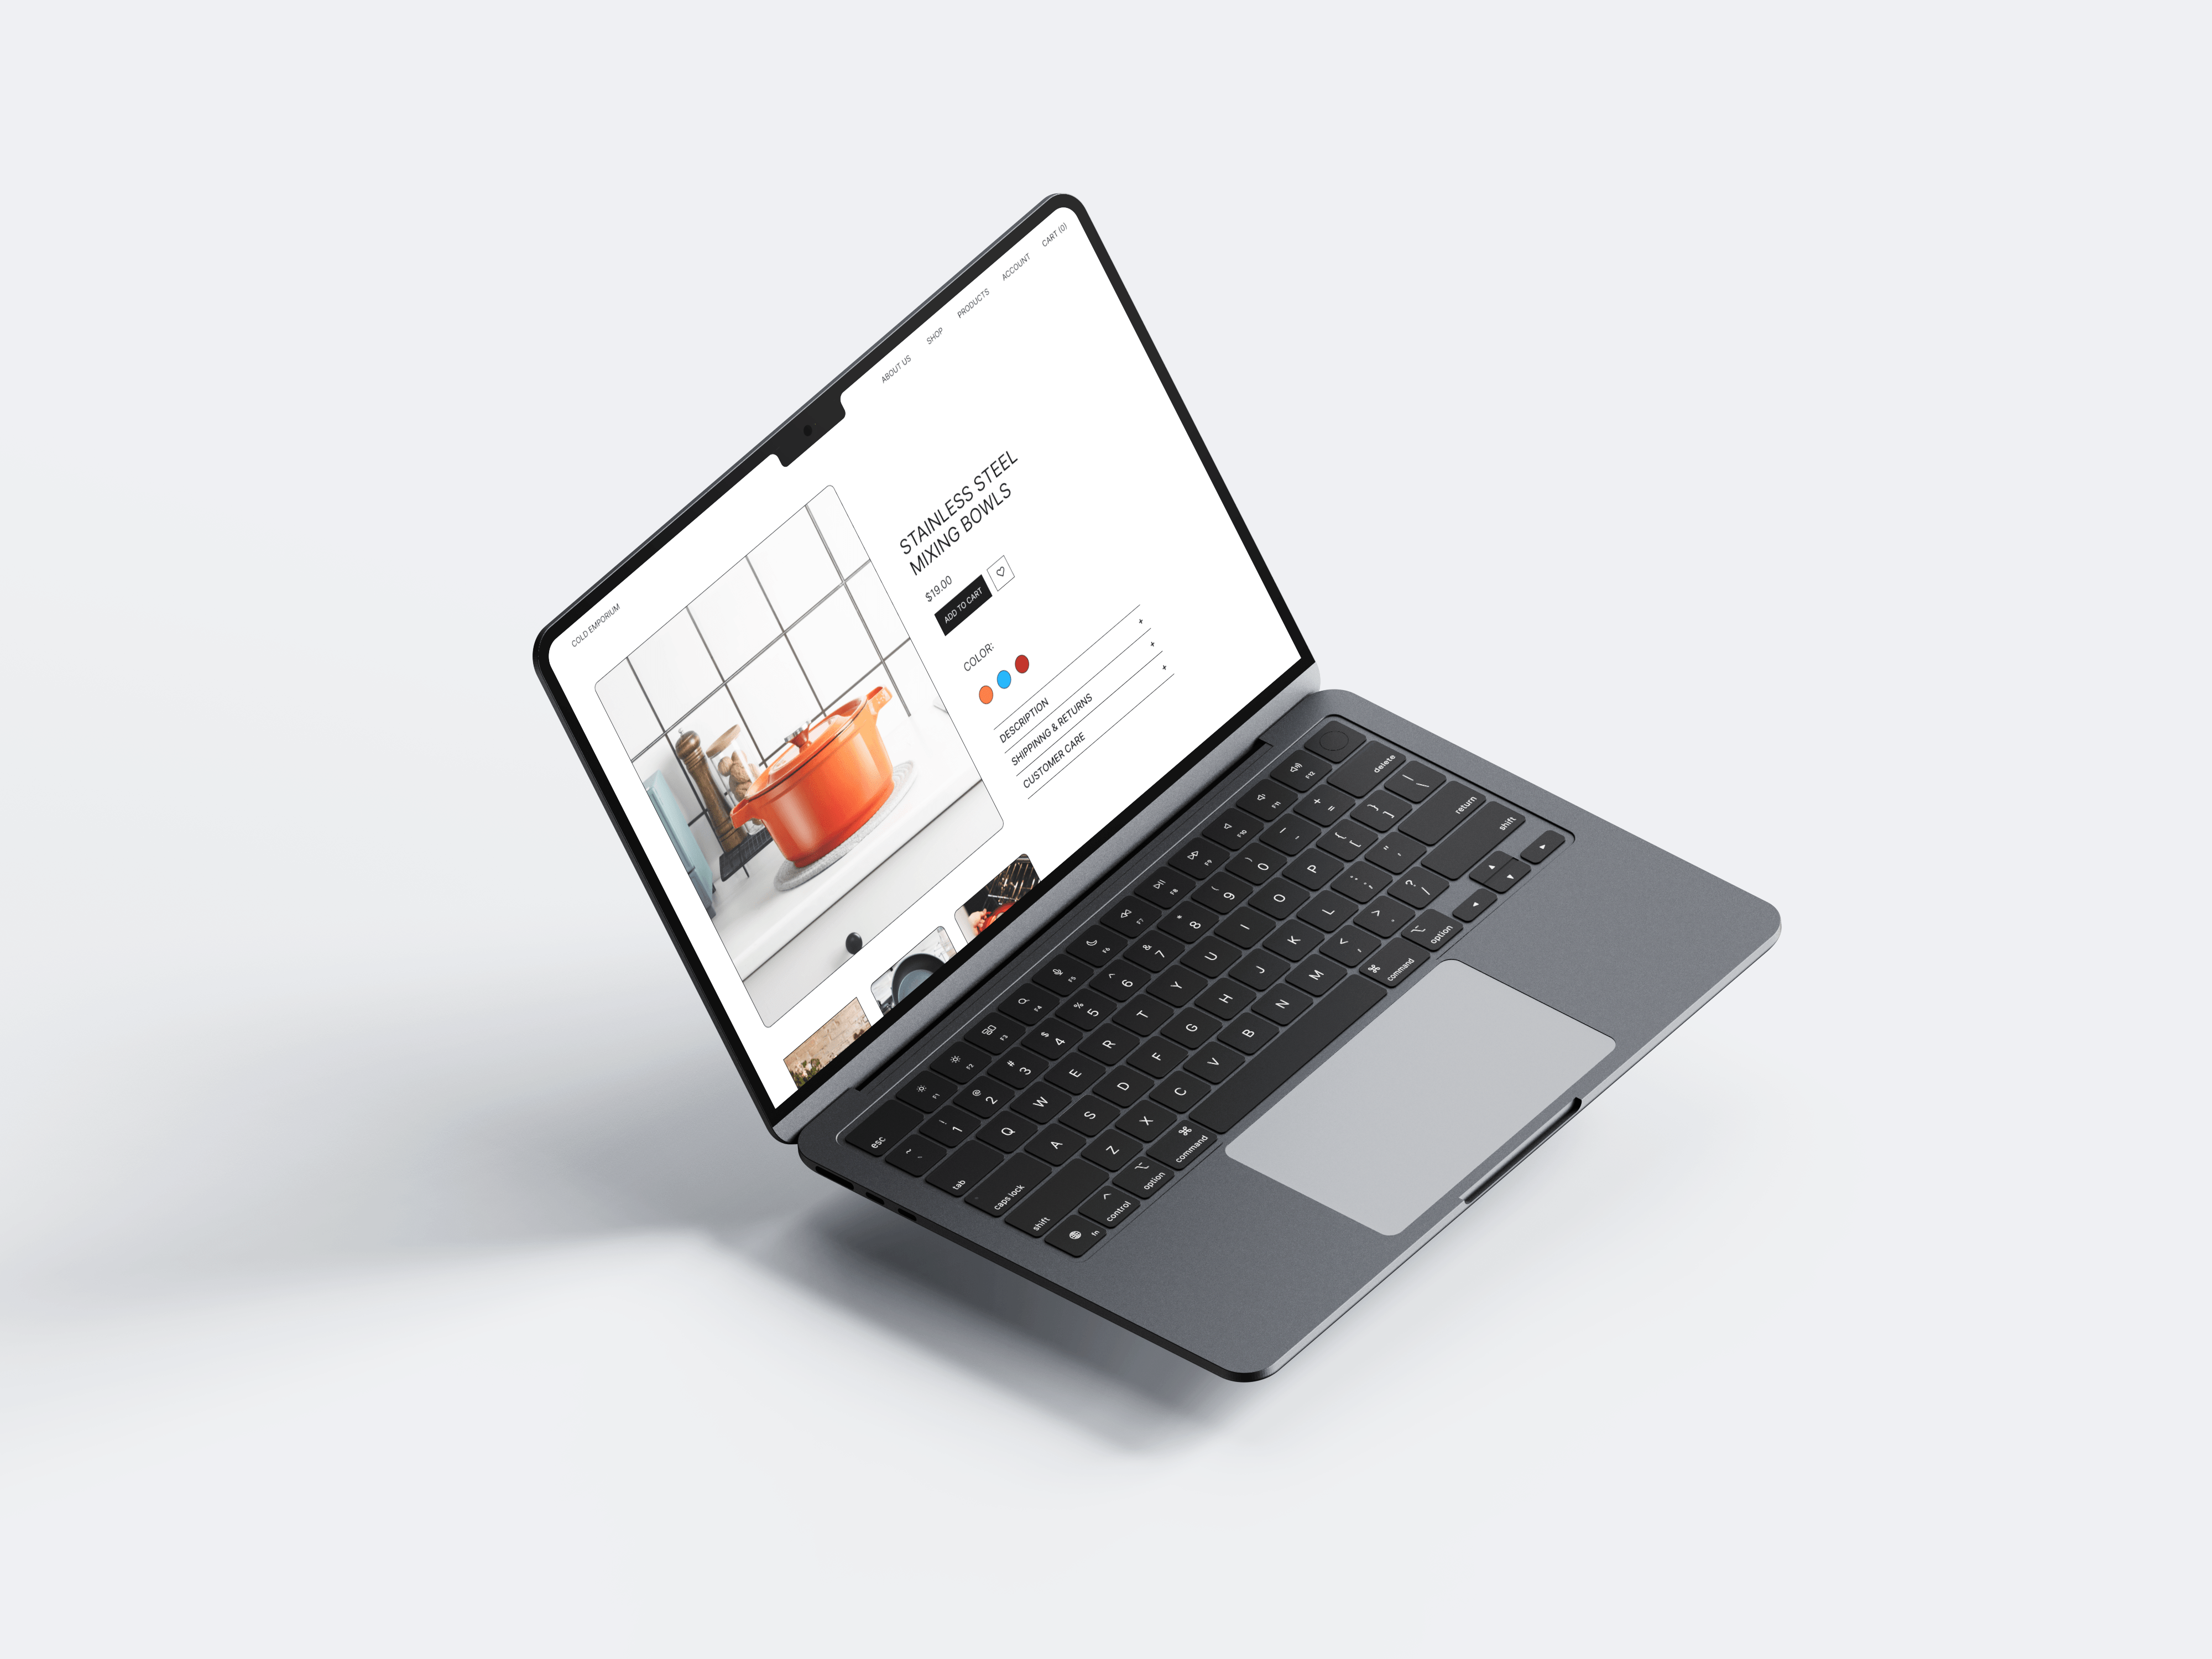 COLD EMPORIUM
ABOUT US
SHOP
PRODUCTS
ACCOUNT
CART (0)
STAINLESS STEEL
MIXING BOWLS
$19.00
ADD TO CART
COLOR:
DESCRIPTION +
SHIPPINNG & RETURNS +
CUSTOMER CARE +
esc F1 F2 F3 F4 F5 F6 F7 F8 F9 F10 F11 F12
~ ` ! 1 @ 2 # 3 $ 4 % 5 ^ 6 & 7 * 8 ( 9 ) 0 _ - + = delete
tab Q W E R T Y U I O P { [ } ] | \
caps lock A S D F G H J K L : ; " ' return
shift Z X C V B N M < , > . ? / shift
fn control option command command option